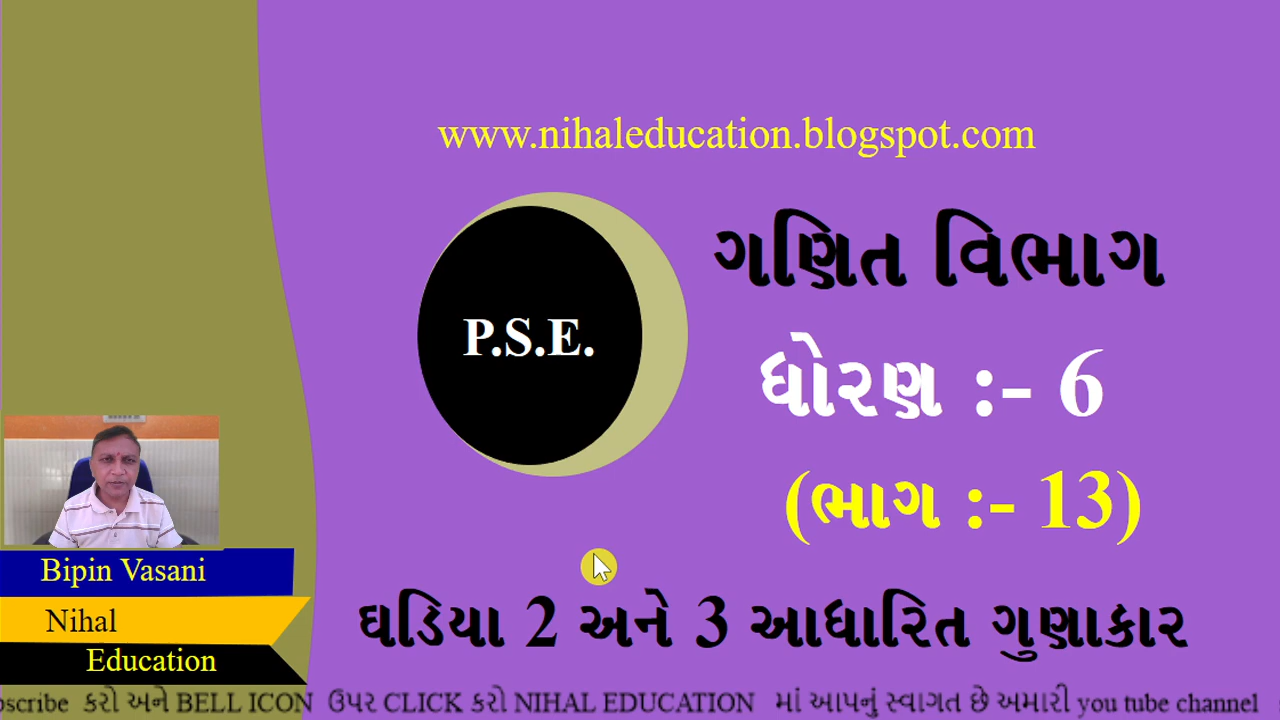 www.nihaleducation.blogspot.com
ગણિત વિભાગ
P.S.E.
ધોરણ :- 6
(ભાગ :- 13)
ઘડિયા 2 અને 3 આધારિત ગુણાકાર
Bipin Vasani
Nihal
Education
કરો અને BELL ICON ઉપર CLICK કરો NIHAL EDUCATION માં આપનું સ્વાગત છે અમારી you tube channel